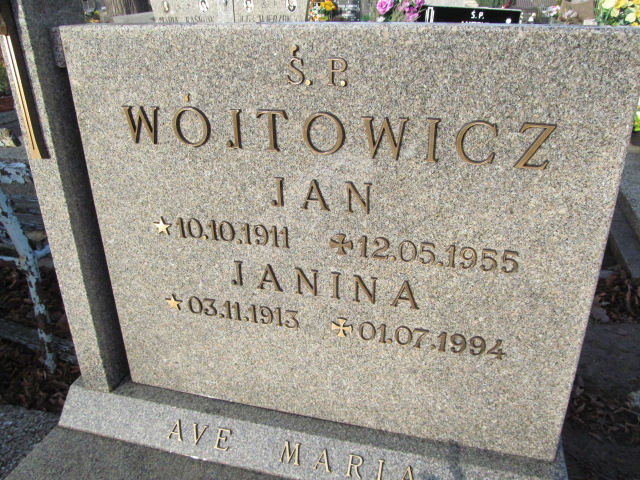 Ś. P.
WÓJTOWICZ
JAN
10.10.1911 12.05.1955
JANINA
03.11.1913 01.07.1994
AVE MARIA
Ś.P.